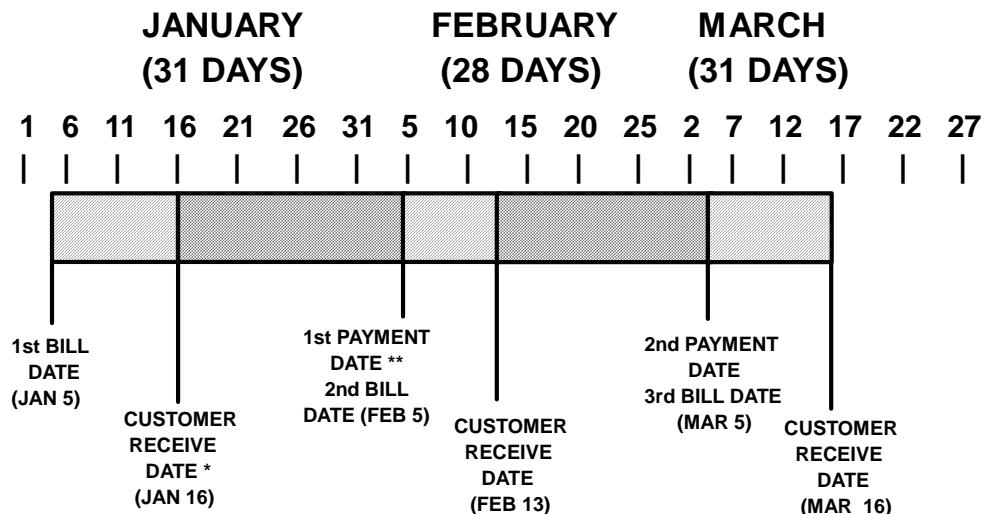 JANUARY FEBRUARY MARCH
(31 DAYS) (28 DAYS) (31 DAYS)
1 6 11 16 21 26 31 5 10 15 20 25 2 7 12 17 22 27
1st BILL
DATE
(JAN 5)
CUSTOMER
RECEIVE
DATE *
(JAN 16)
1st PAYMENT
DATE **
2nd BILL
DATE (FEB 5)
CUSTOMER
RECEIVE
DATE
(FEB 13)
2nd PAYMENT
DATE
3rd BILL DATE
(MAR 5)
CUSTOMER
RECEIVE
DATE
(MAR 16)